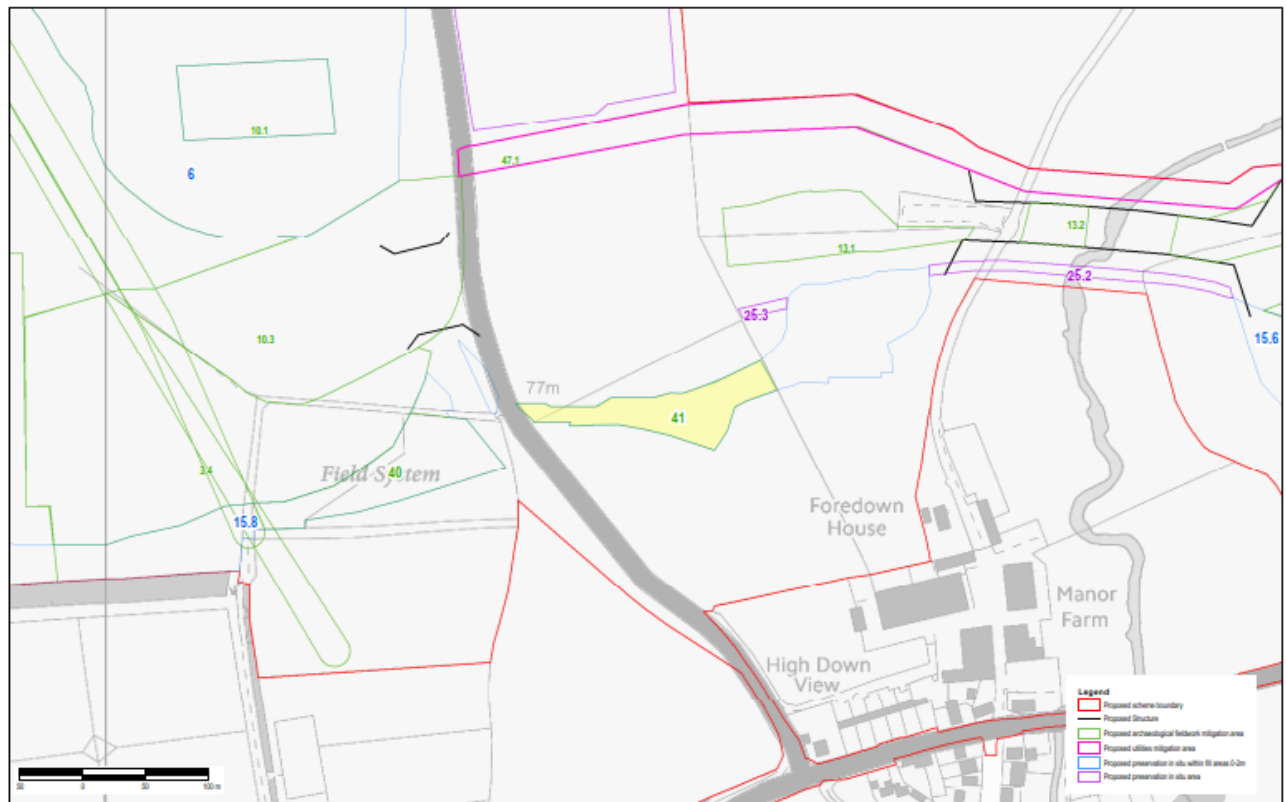 10.1
6
47.1
13.2
13.1
25.2
25.3
15.6
10.3
77m
41
3.4
Field System
40
15.8
Foredown
House
Manor
Farm
High Down
View
Legend
Proposed scheme boundary
Proposed Structure
Proposed archaeological fieldwork mitigation area
Proposed utilities mitigation area
Proposed preservation in situ within fill areas 0-2m
Proposed preservation in situ area
50 0 50 100 m